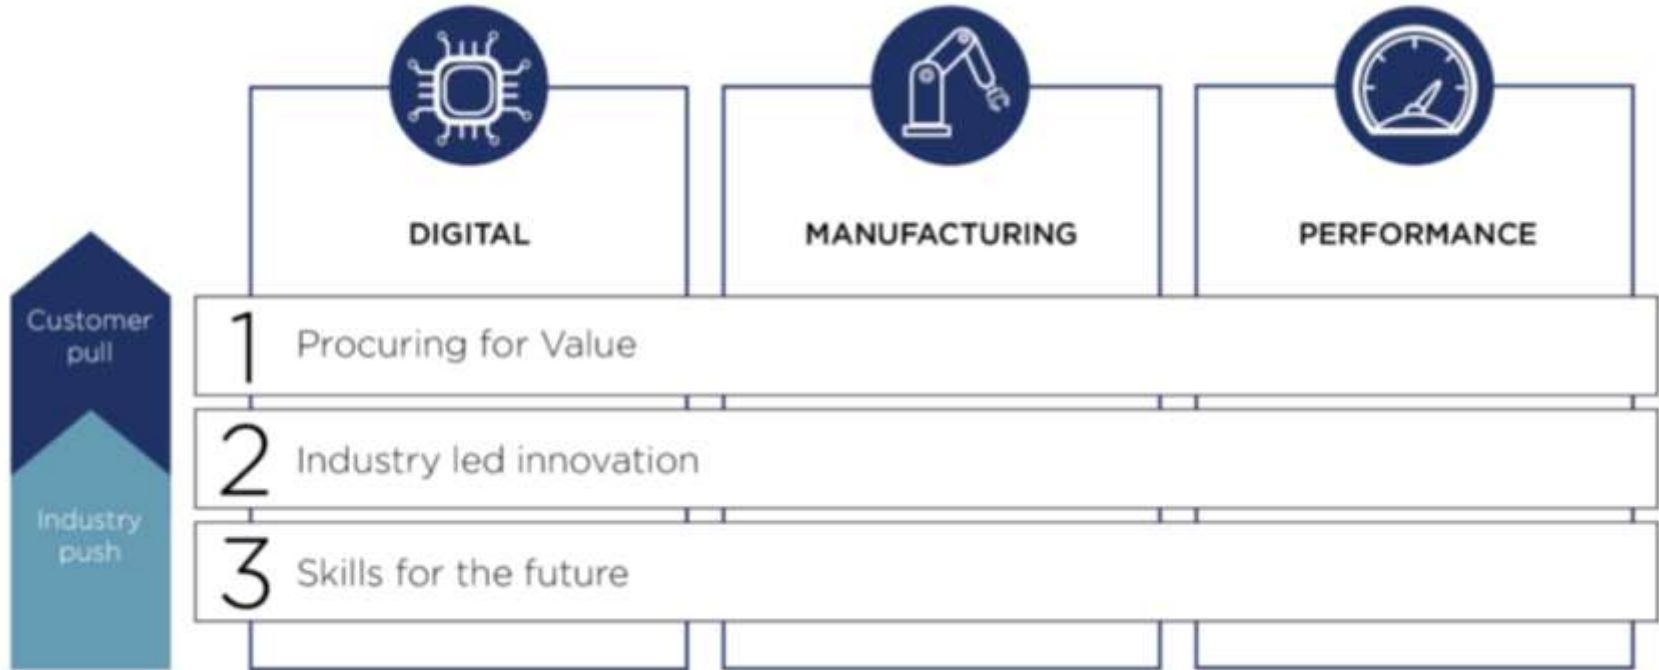 DIGITAL
MANUFACTURING
PERFORMANCE
Customer
pull
1 Procuring for Value
2 Industry led innovation
Industry
push
3 Skills for the future